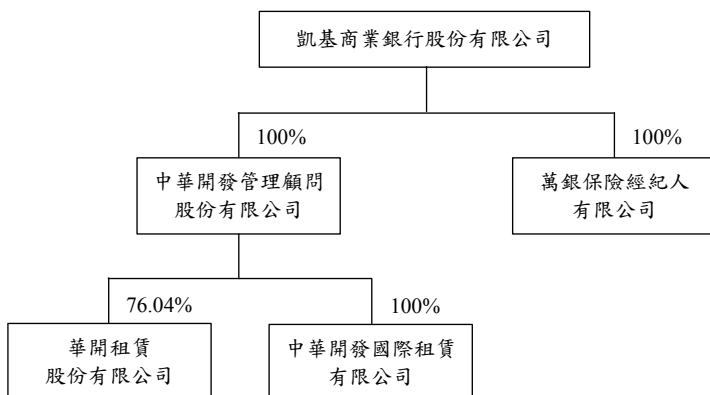 凱基商業銀行股份有限公司
100%
100%
中華開發管理顧問
股份有限公司
萬銀保險經紀人
有限公司
76.04%
100%
華開租賃
股份有限公司
中華開發國際租賃
有限公司